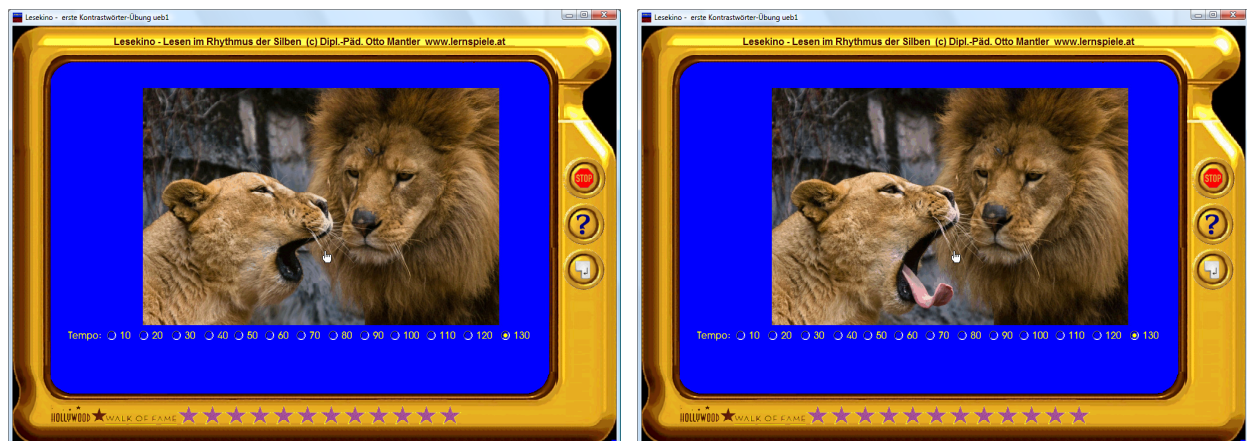 Lesekino - erste Kontrastwörter-Übung ueb1
Lesekino - Lesen im Rhythmus der Silben (c) Dipl.-Päd. Otto Mantler www.lernspiele.at
STOP
?
Tempo: 10 20 30 40 50 60 70 80 90 100 110 120 130
HOLLYWOOD WALK OF FAME
Lesekino - erste Kontrastwörter-Übung ueb1
Lesekino - Lesen im Rhythmus der Silben (c) Dipl.-Päd. Otto Mantler www.lernspiele.at
STOP
?
Tempo: 10 20 30 40 50 60 70 80 90 100 110 120 130
HOLLYWOOD WALK OF FAME